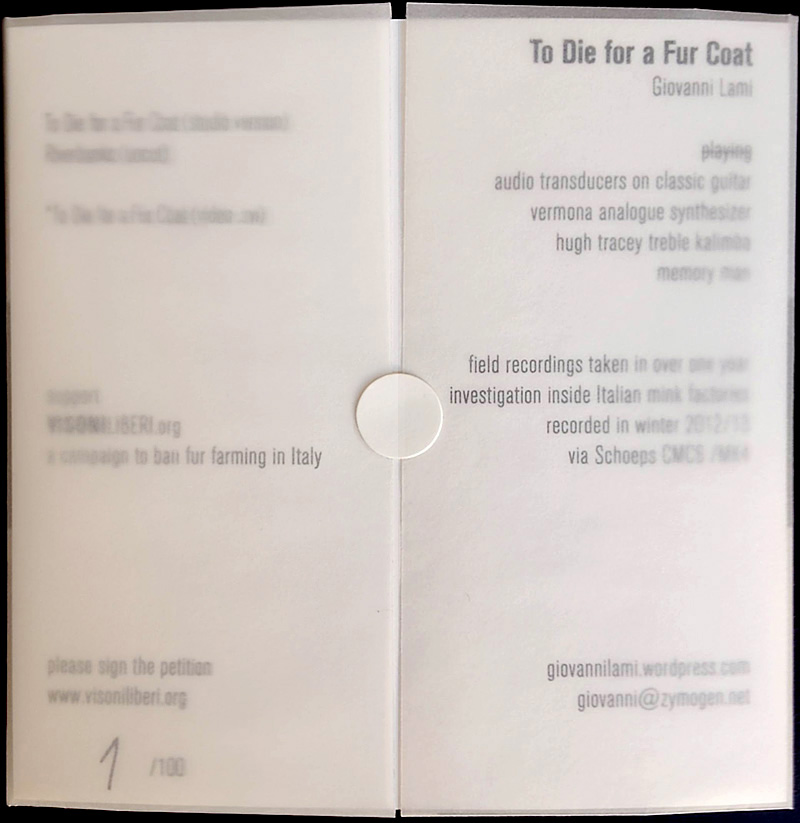 To Die for a Fur Coat (studio version)
Riverbanks (uncut)
"To Die for a Fur Coat (video .avi)
support
VISONILIBERI.org
a campaign to ban fur farming in Italy
please sign the petition
www.visoniliberi.org
1 /100
To Die for a Fur Coat
Giovanni Lami
playing
audio transducers on classic guitar
vermona analogue synthesizer
hugh tracey treble kalimba
memory man
field recordings taken in over one year
investigation inside Italian mink factories
recorded in winter 2012/13
via Schoeps CMC6 /MK4
giovannilami.wordpress.com
giovanni@zymogen.net